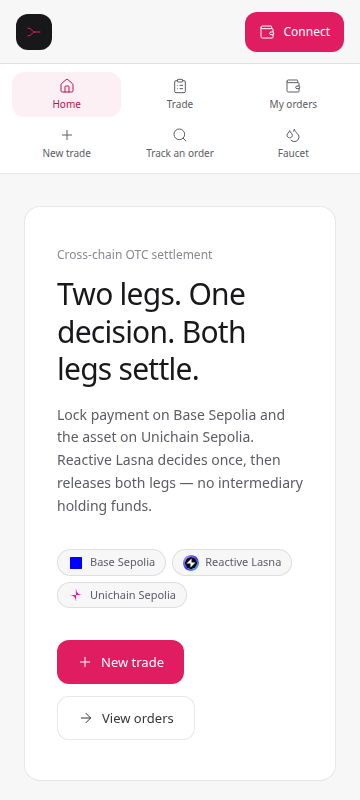 Connect
Home
Trade
My orders
New trade
Track an order
Faucet
Cross-chain OTC settlement
Two legs. One
decision. Both
legs settle.
Lock payment on Base Sepolia and
the asset on Unichain Sepolia.
Reactive Lasna decides once, then
releases both legs — no intermediary
holding funds.
Base Sepolia
Reactive Lasna
Unichain Sepolia
New trade
View orders